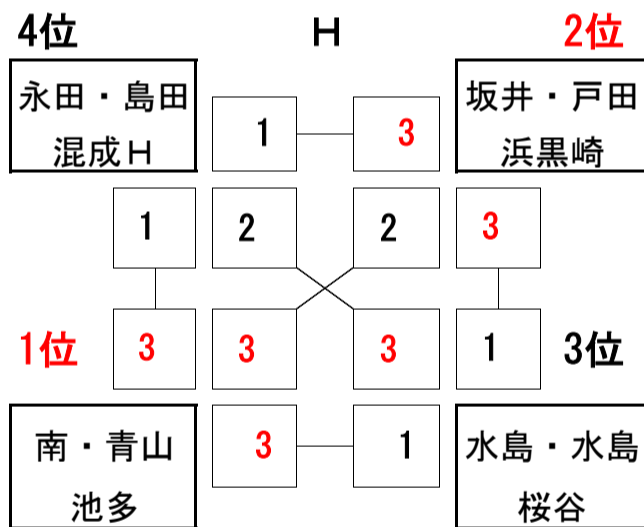 4位 H 2位
永田・島田 坂井・戸田
混成H 浜黒崎
1 3
1 2 2 3
1位 3 3 3 1 3位
南・青山 3 1 水島・水島
池多 桜谷